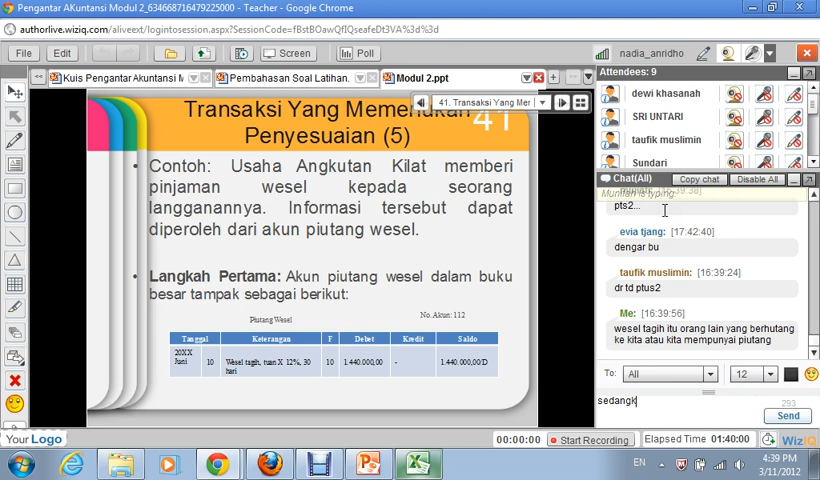 Pengantar AKuntansi Modul 2_634668716479225000 - Teacher - Google Chrome
authorlive.wiziq.com/aliveext/logintosession.aspx?SessionCode=fBstBOawQfIQseafeDt3VA%3d%3d
File
Edit
Screen
Poll
nadia_anridho
Kuis Pengantar Akuntansi M
Pembahasan Soal Latihan.
Modul 2.ppt
41. Transaksi Yang Mem
41
Transaksi Yang Memerlukan
Penyesuaian (5)
• Contoh: Usaha Angkutan Kilat memberi
pinjaman wesel kepada seorang
langganannya. Informasi tersebut dapat
diperoleh dari akun piutang wesel.
• Langkah Pertama: Akun piutang wesel dalam buku
besar tampak sebagai berikut:
Piutang Wesel
No. Akun: 112
Tanggal Keterangan F Debet Kredit Saldo
20XX
Juni 10 Wesel tagih, tuan X 12%, 30
hari 10 1.440.000,00 - 1.440.000,00/D
Attendees: 9
dewi khasanah
SRI UNTARI
taufik muslimin
Sundari
Chat(All)
Copy chat
Disable All
is typing.
pts2...
evia tjang: [17:42:40]
dengar bu
taufik muslimin: [16:39:24]
dr td ptus2
Me: [16:39:56]
wesel tagih itu orang lain yang berhutang
ke kita atau kita mempunyai piutang
To: All
12
sedangk
293
Send
Your Logo
00:00:00
Start Recording
Elapsed Time 01:40:00
WizIQ
EN
4:39 PM
3/11/2012